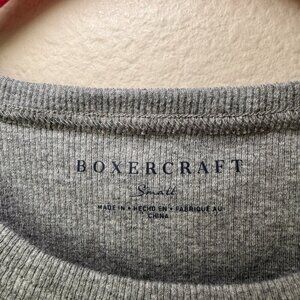 BOXERCRAFT
Small
MADE IN • HECHO EN • FABRIQUÉ AU
CHINA